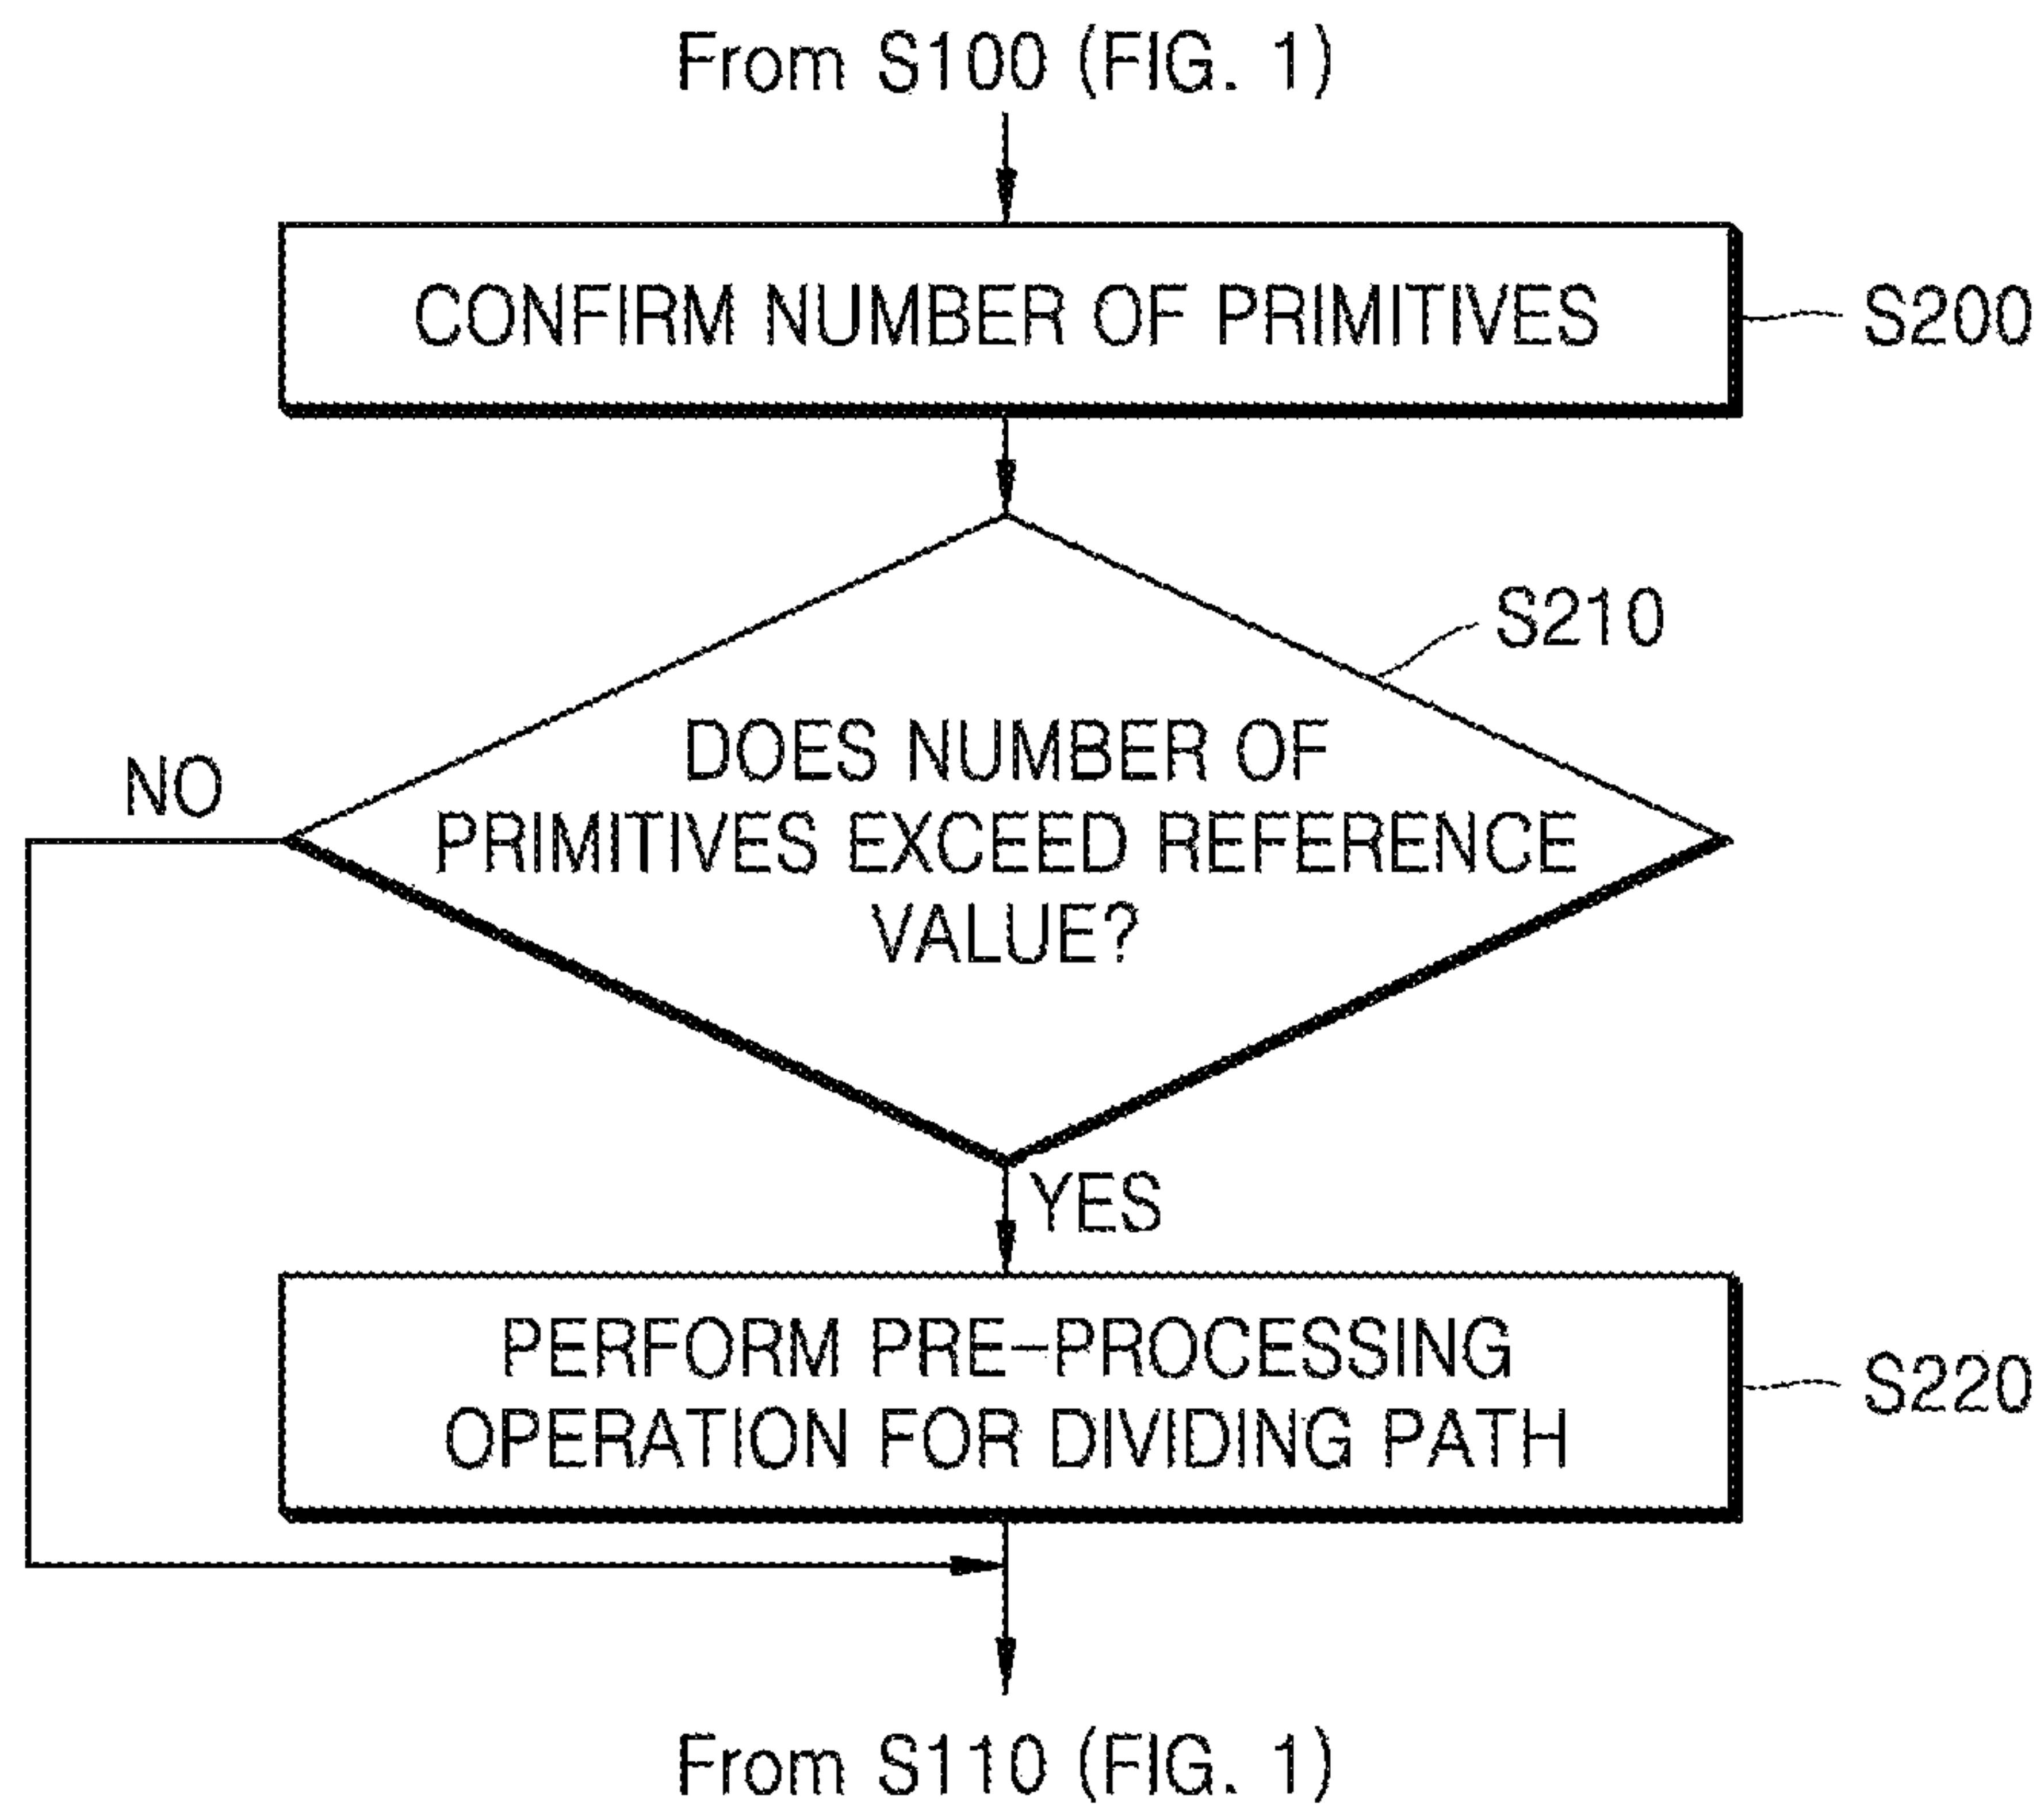 From S100 (FIG. 1)
CONFIRM NUMBER OF PRIMITIVES
S200
S210
DOES NUMBER OF
PRIMITIVES EXCEED REFERENCE
VALUE?
NO
YES
PERFORM PRE-PROCESSING
OPERATION FOR DIVIDING PATH
S220
From S110 (FIG. 1)